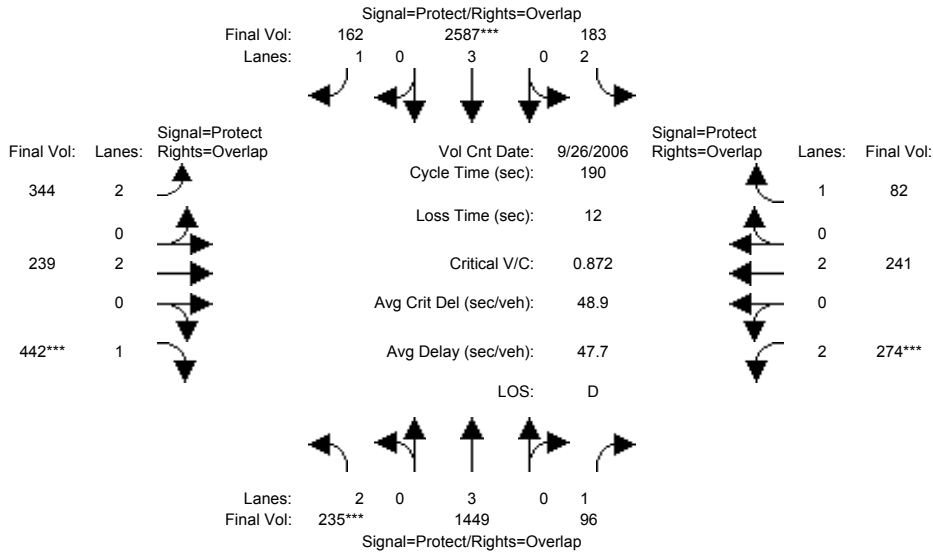 Signal=Protect/Rights=Overlap
Final Vol: 162 2587*** 183
Lanes: 1 0 3 0 2
Signal=Protect
Final Vol: Lanes: Rights=Overlap
Vol Cnt Date: 9/26/2006
Signal=Protect
Rights=Overlap Lanes: Final Vol:
Cycle Time (sec): 190
344 2
1 82
Loss Time (sec): 12
0
0
239 2
Critical V/C: 0.872
2 241
0
Avg Crit Del (sec/veh): 48.9
0
442*** 1
Avg Delay (sec/veh): 47.7
2 274***
LOS: D
Lanes: 2 0 3 0 1
Final Vol: 235*** 1449 96
Signal=Protect/Rights=Overlap